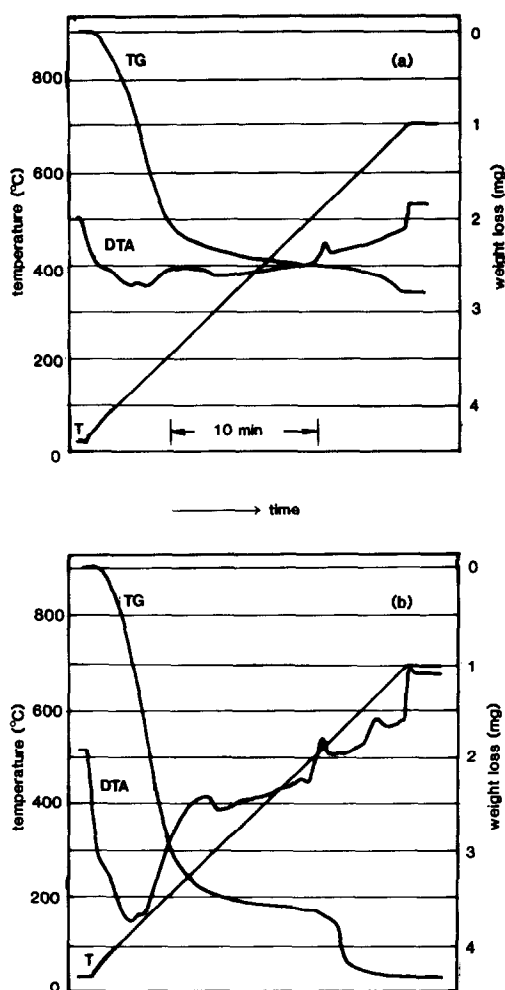 TG
(a)
800
600
400
200
0
temperature (°C)
0
1
2
3
4
weight loss (mg)
DTA
T
10 min
time
TG
(b)
800
600
400
200
0
temperature (°C)
0
1
2
3
4
weight loss (mg)
DTA
T